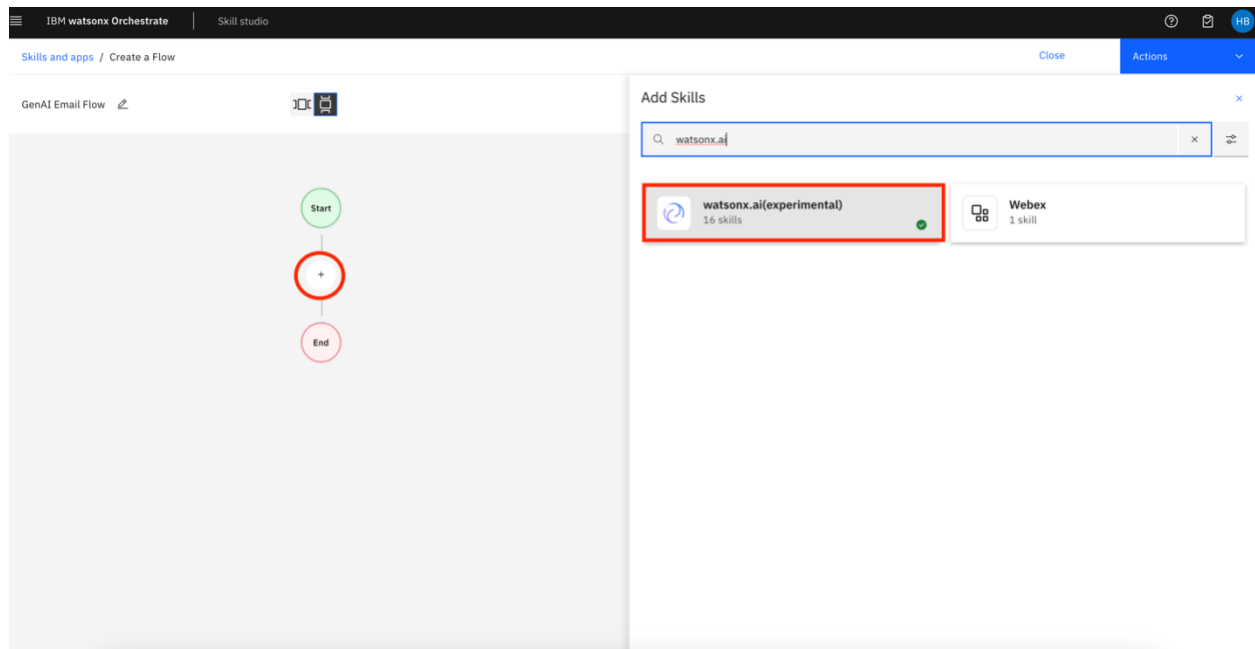 IBM watsonx Orchestrate Skill studio HB
Skills and apps / Create a Flow Close Actions
GenAI Email Flow
Add Skills
watsonx.ai
watsonx.ai(experimental)
16 skills
Webex
1 skill
Start
+
End